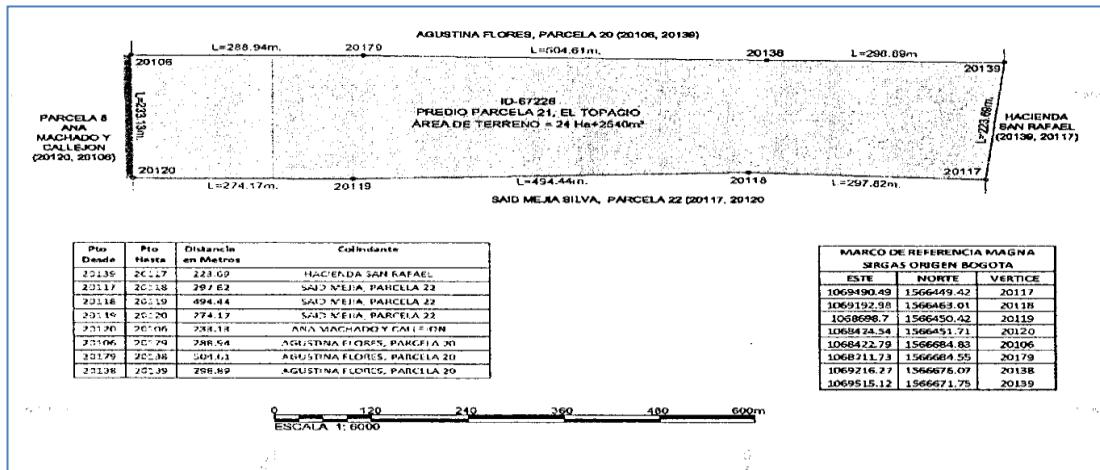 AGUSTINA FLORES, PARCELA 20 (20106, 20139)
L=288.94m. 20179 L=504.61m. 20138 L=298.89m
20106 20139
L=233.13m.
L=223.69m
PARCELA 8
ANA
MACHADO Y
CALLEJON
(20120, 20106)
ID-67228
PREDIO PARCELA 21, EL TOPACIO
ÁREA DE TERRENO = 24 Ha+2540m²
HACIENDA
SAN RAFAEL
(20139, 20117)
20120 20117
L=274.17m. 20119 L=494.44m. 20118 L=297.82m.
SAID MEJIA SILVA, PARCELA 22 (20117, 20120
Pto Desde Pto Hasta Distancia en Metros Colindante
20139 20117 223.69 HACIENDA SAN RAFAEL
20117 20118 297.82 SAID MEJIA, PARCELA 22
20118 20119 494.44 SAID MEJIA, PARCELA 22
20119 20120 274.17 SAID MEJIA, PARCELA 22
20120 20106 233.13 ANA MACHADO Y CALLEJON
20106 20179 288.94 AGUSTINA FLORES, PARCELA 20
20179 20138 504.61 AGUSTINA FLORES, PARCELA 20
20138 20139 298.89 AGUSTINA FLORES, PARCELA 20
MARCO DE REFERENCIA MAGNA
SIRGAS ORIGEN BOGOTA
ESTE NORTE VERTICE
1069490.49 1566449.42 20117
1069192.98 1566463.01 20118
1068698.7 1566450.42 20119
1068424.54 1566451.71 20120
1068422.79 1566684.83 20106
1068711.73 1566684.55 20179
1069216.27 1566676.07 20138
1069515.12 1566671.75 20139
0 120 240 360 480 600m
ESCALA 1: 6000